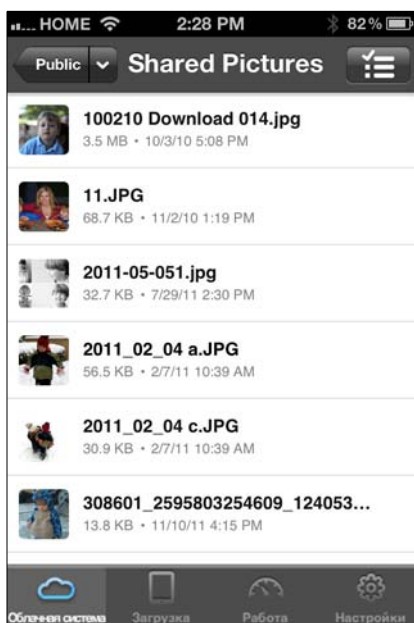 HOME 2:28 PM 82%
Public Shared Pictures
100210 Download 014.jpg
3.5 MB • 10/3/10 5:08 PM
11.JPG
68.7 KB • 11/2/10 1:19 PM
2011-05-051.jpg
32.7 KB • 7/29/11 2:30 PM
2011_02_04 a.JPG
56.5 KB • 2/7/11 10:39 AM
2011_02_04 c.JPG
30.9 KB • 2/7/11 10:39 AM
308601_2595803254609_124053...
13.8 KB • 11/10/11 4:15 PM
Облачная система Загрузка Работа Настройки